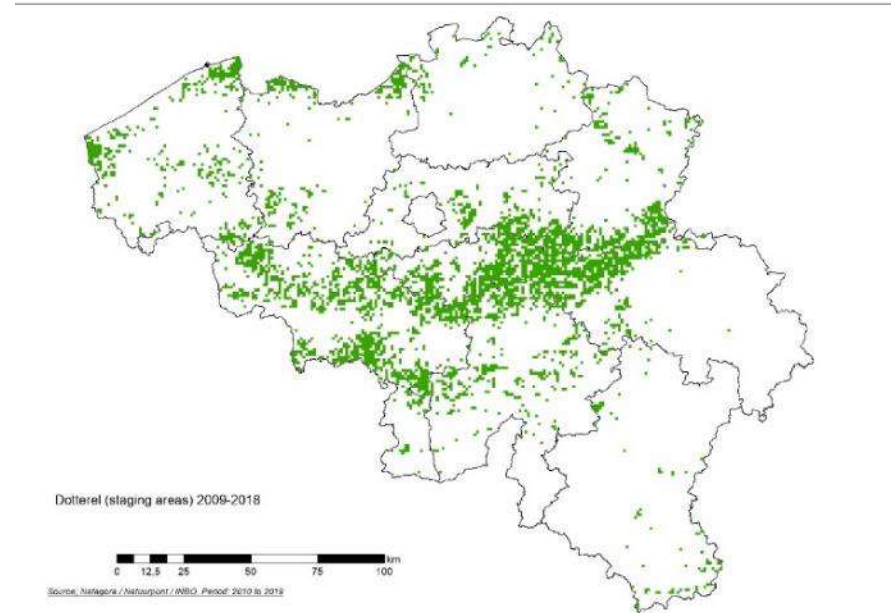 Dotterel (staging areas) 2009-2018
km
0 12,5 25 50 75 100
Source: Natagora / Natuurpunt / INBO. Period: 2010 to 2019